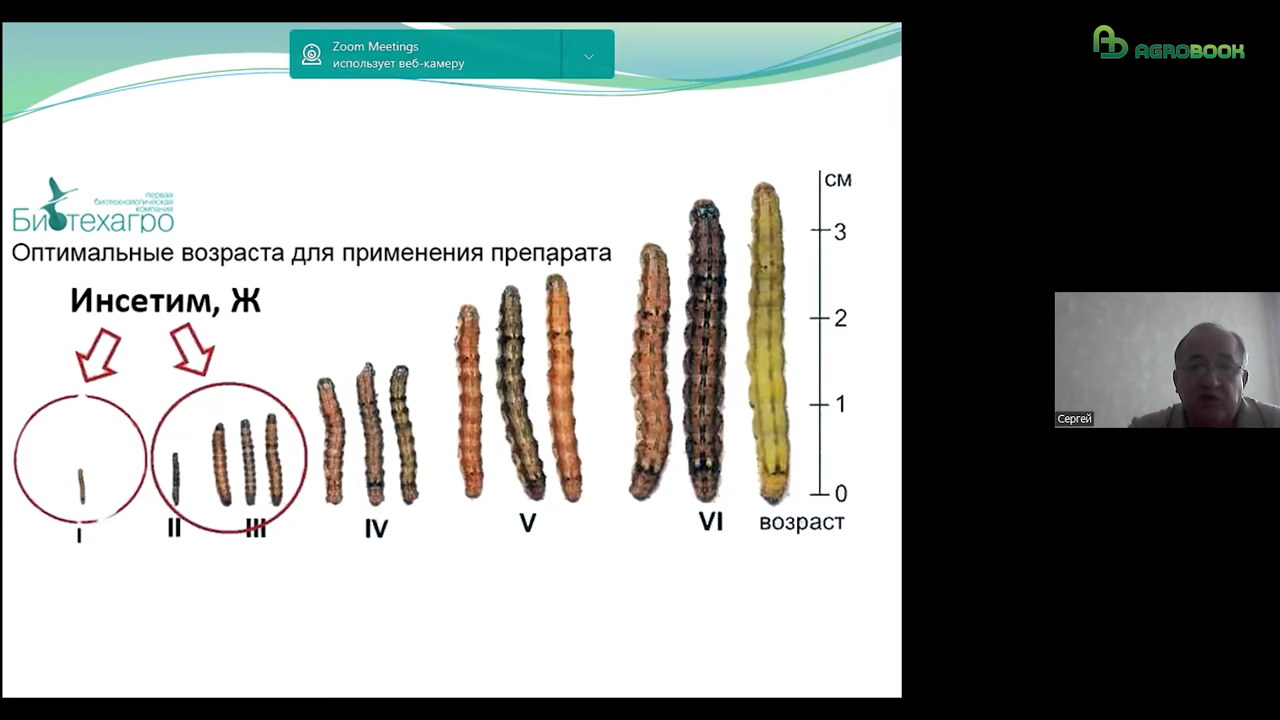 Zoom Meetings
использует веб-камеру
AGROBOOK
первая
биотехнологическая
компания
Биотехагро
Оптимальные возраста для применения препарата
Инсетим, Ж
см
3
2
1
0
I
II
III
IV
V
VI
возраст
Сергей